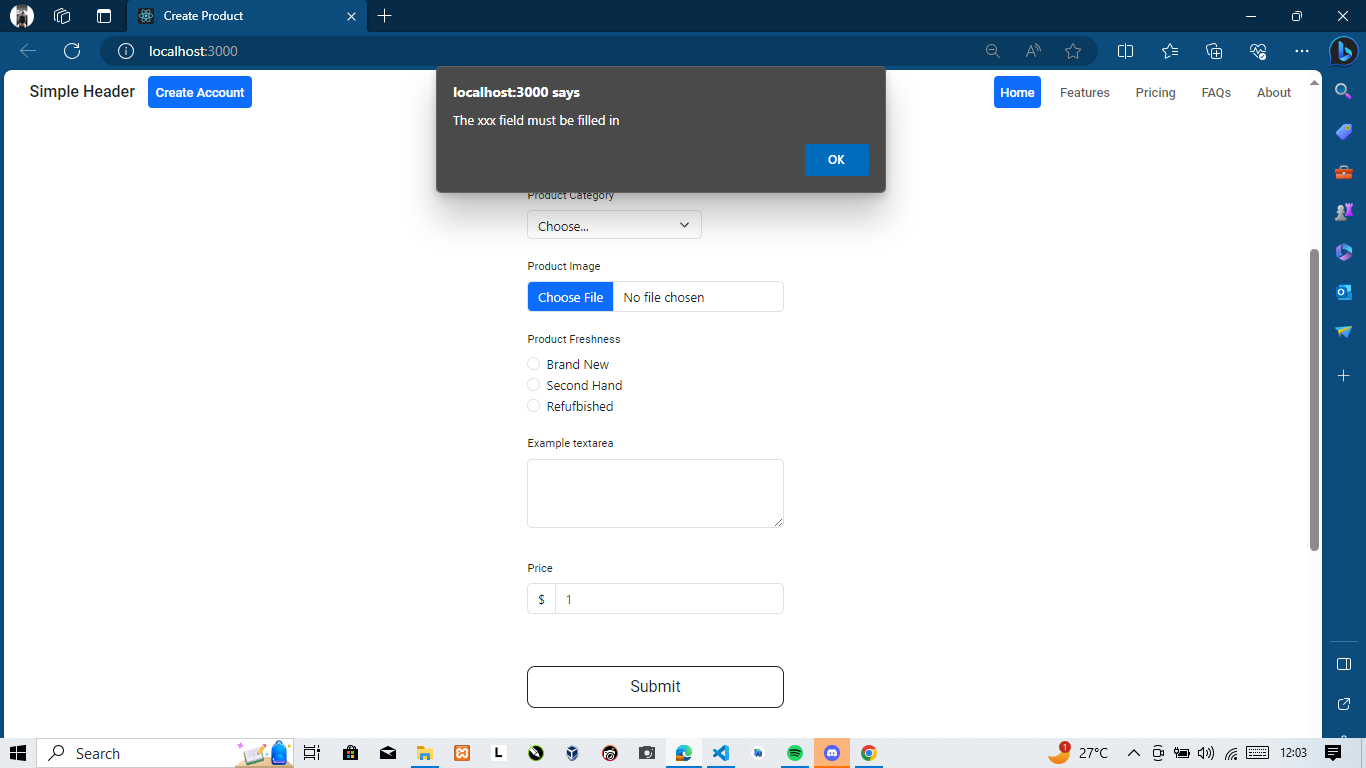 Create Product
localhost:3000
Simple Header
Create Account
localhost:3000 says
The xxx field must be filled in
OK
Home
Features
Pricing
FAQs
About
Product Category
Choose...
Product Image
Choose File
No file chosen
Product Freshness
Brand New
Second Hand
Refufbished
Example textarea
Price
$
1
Submit
Search
L
1
27°C
12:03